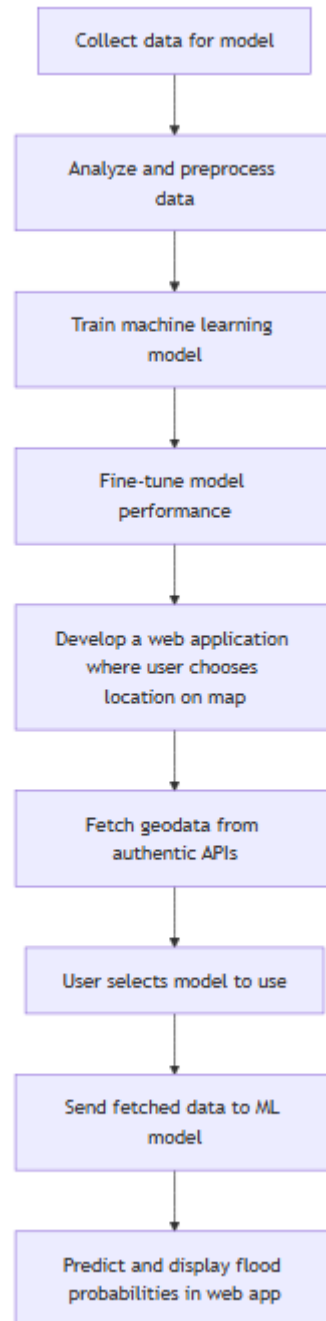 Collect data for model
Analyze and preprocess
data
Train machine learning
model
Fine-tune model
performance
Develop a web application
where user chooses
location on map
Fetch geodata from
authentic APIs
User selects model to use
Send fetched data to ML
model
Predict and display flood
probabilities in web app